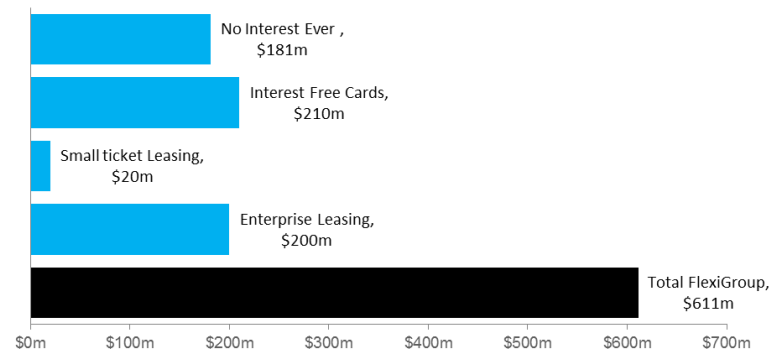 No Interest Ever ,
$181m
Interest Free Cards,
$210m
Small ticket Leasing,
$20m
Enterprise Leasing,
$200m
Total FlexiGroup,
$611m
$0m $100m $200m $300m $400m $500m $600m $700m